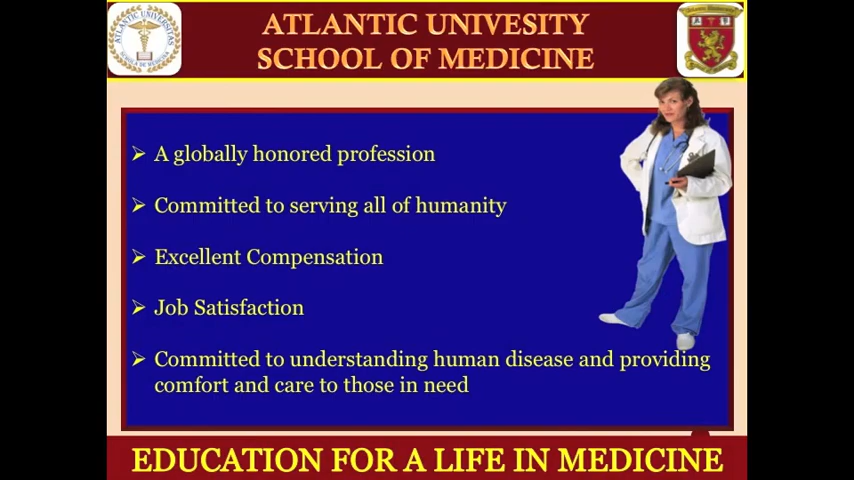 ATLANTIC UNIVESITY
SCHOOL OF MEDICINE
➢ A globally honored profession
➢ Committed to serving all of humanity
➢ Excellent Compensation
➢ Job Satisfaction
➢ Committed to understanding human disease and providing
comfort and care to those in need
EDUCATION FOR A LIFE IN MEDICINE